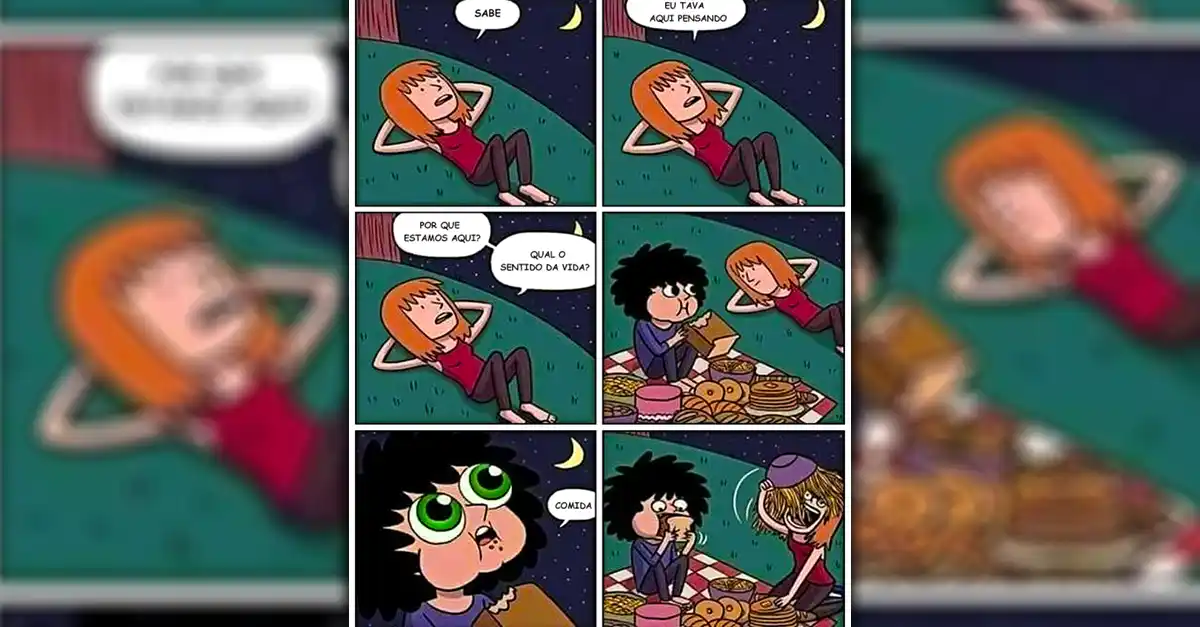 SABE
EU TAVA
AQUI PENSANDO
POR QUE
ESTAMOS AQUI?
QUAL O
SENTIDO DA VIDA?
COMIDA